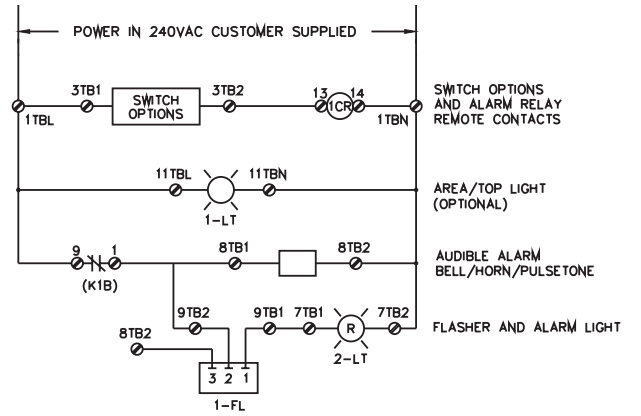 POWER IN 240VAC CUSTOMER SUPPLIED
3TB1
SWITCH
OPTIONS
3TB2
13
1CR
14
1TBL
1TBN
SWITCH OPTIONS
AND ALARM RELAY
REMOTE CONTACTS
11TBL
11TBN
1-LT
AREA/TOP LIGHT
(OPTIONAL)
9
1
(K1B)
8TB1
8TB2
AUDIBLE ALARM
BELL/HORN/PULSETONE
9TB2
9TB1
7TB1
R
7TB2
2-LT
FLASHER AND ALARM LIGHT
8TB2
3 2 1
1-FL